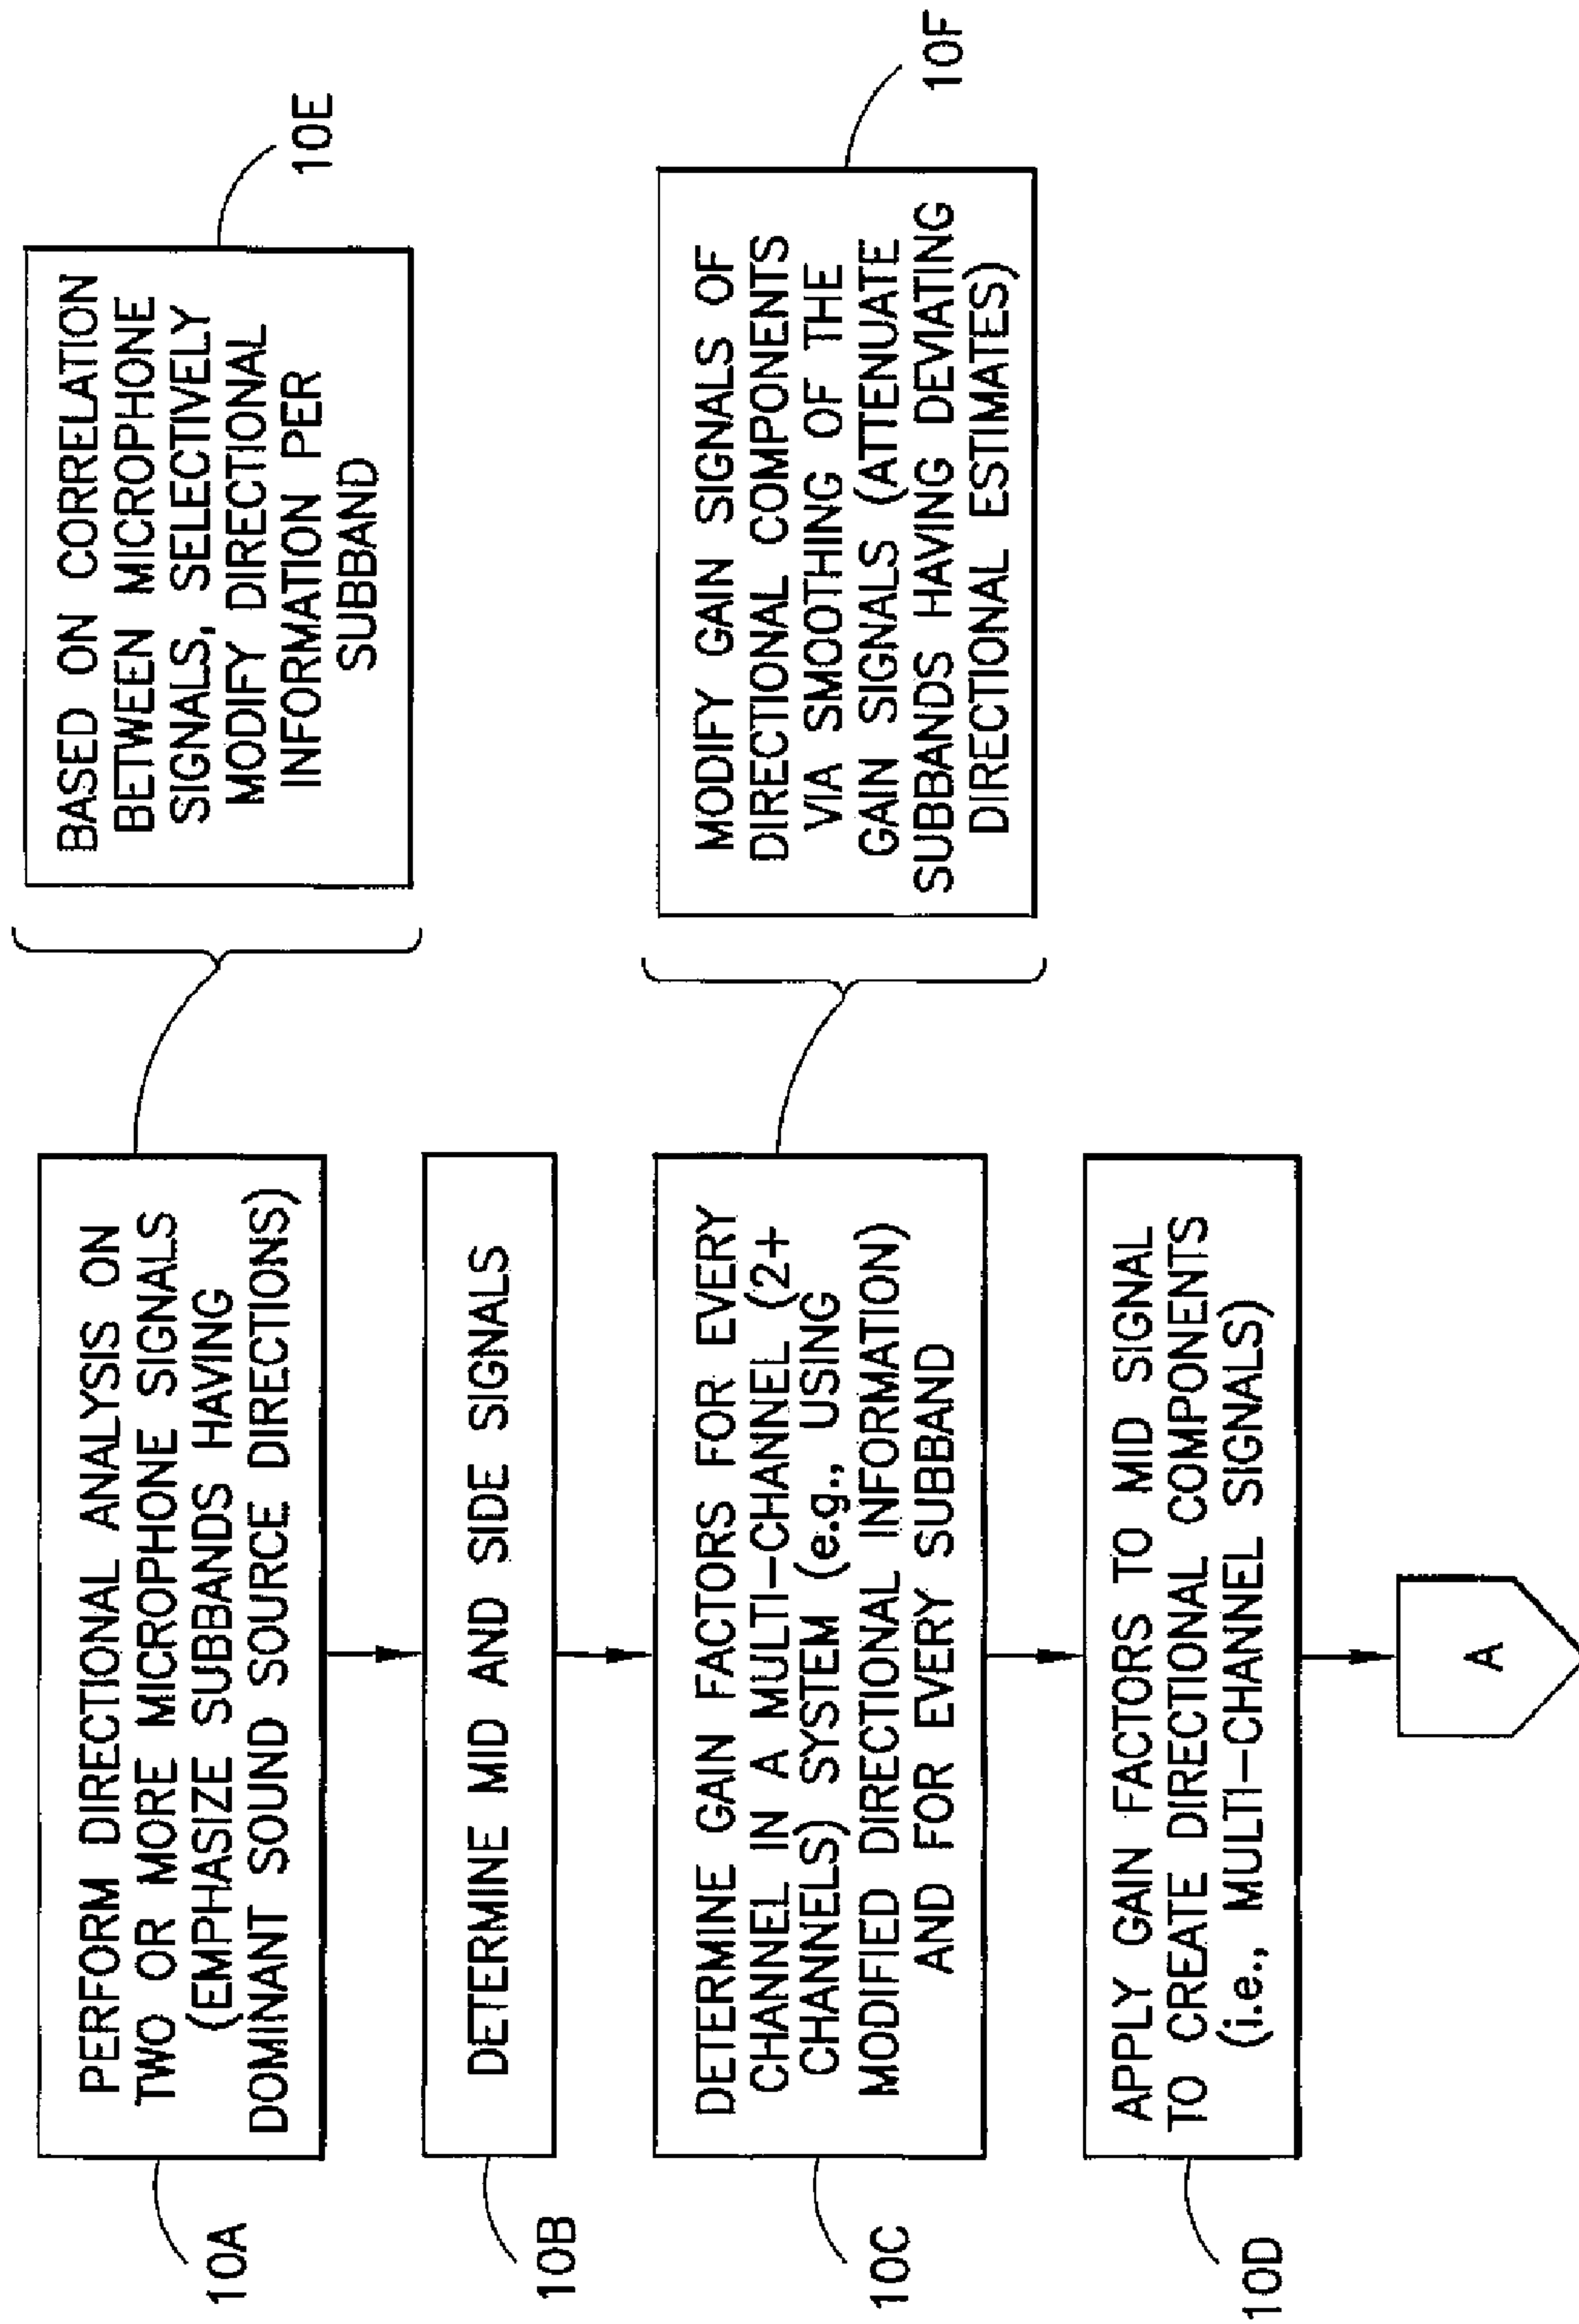 10A
PERFORM DIRECTIONAL ANALYSIS ON
TWO OR MORE MICROPHONE SIGNALS
(EMPHASIZE SUBBANDS HAVING
DOMINANT SOUND SOURCE DIRECTIONS)
BASED ON CORRELATION
BETWEEN MICROPHONE
SIGNALS, SELECTIVELY
MODIFY DIRECTIONAL
INFORMATION PER
SUBBAND
10E
10B
DETERMINE MID AND SIDE SIGNALS
10C
DETERMINE GAIN FACTORS FOR EVERY
CHANNEL IN A MULTI-CHANNEL (2+
CHANNELS) SYSTEM (e.g., USING
MODIFIED DIRECTIONAL INFORMATION)
AND FOR EVERY SUBBAND
MODIFY GAIN SIGNALS OF
DIRECTIONAL COMPONENTS
VIA SMOOTHING OF THE
GAIN SIGNALS (ATTENUATE
SUBBANDS HAVING DEVIATING
DIRECTIONAL ESTIMATES)
10F
10D
APPLY GAIN FACTORS TO MID SIGNAL
TO CREATE DIRECTIONAL COMPONENTS
(i.e., MULTI-CHANNEL SIGNALS)
A